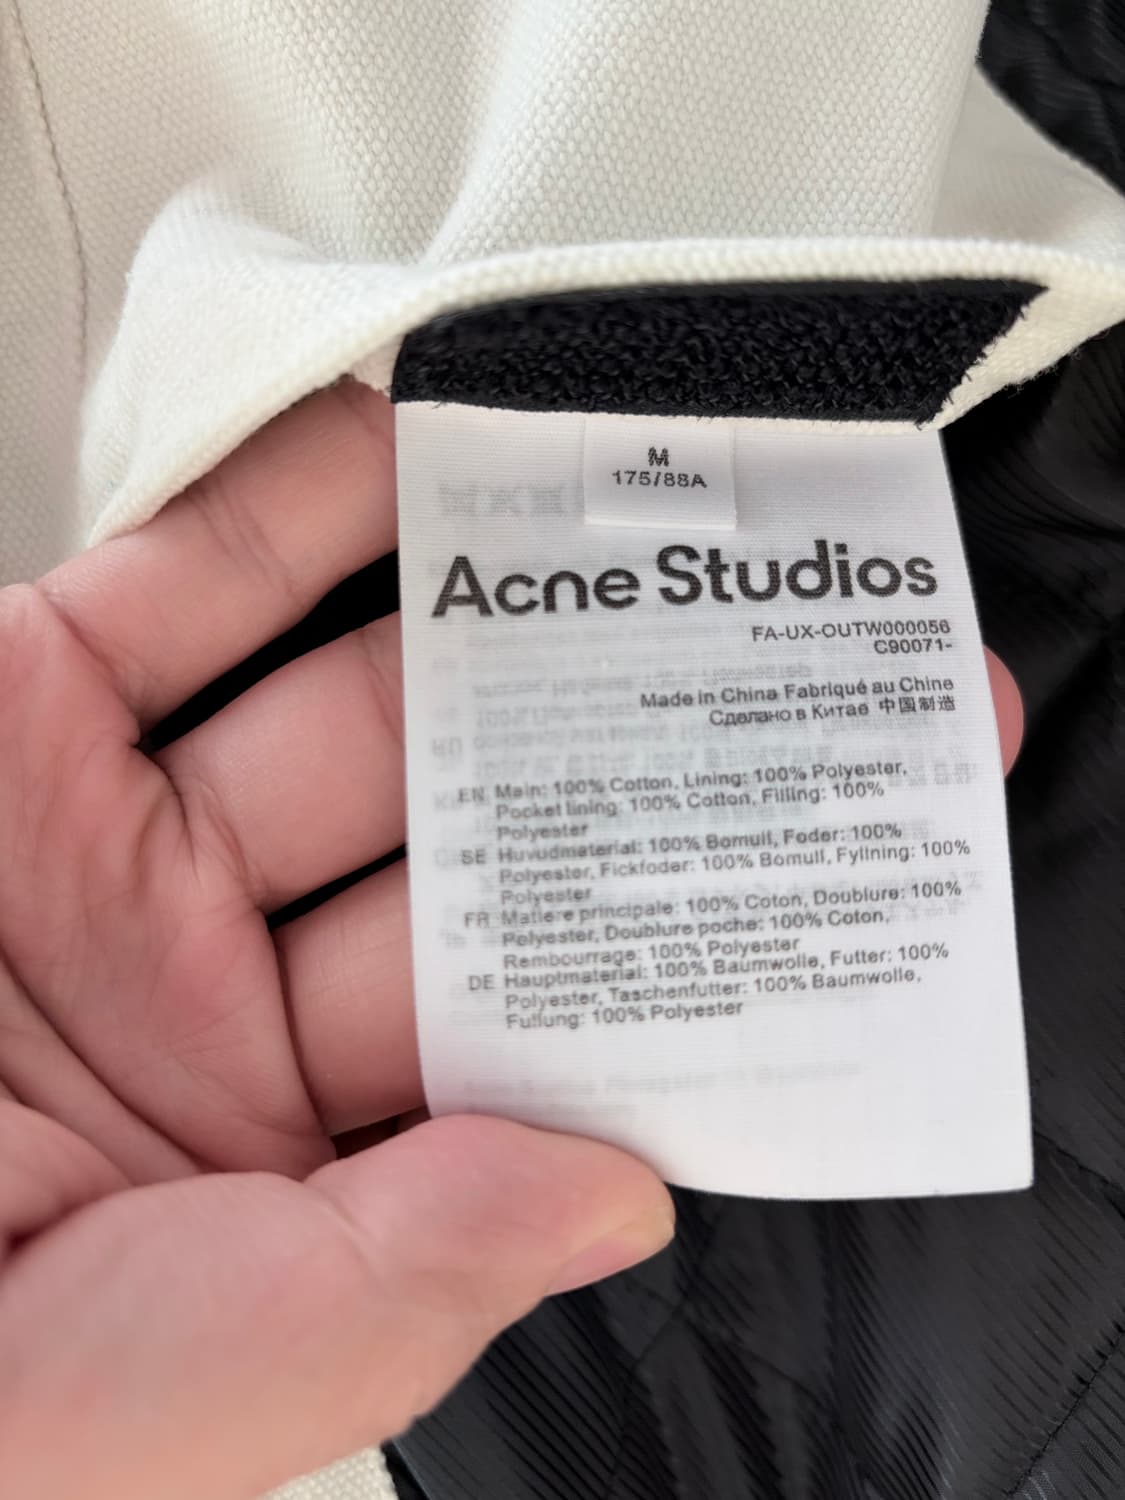 M
175/88A
Acne Studios
FA-UX-OUTW000056
C90071-
Made in China Fabriqué au Chine
Сделано в Китае 中国制造
EN Main: 100% Cotton, Lining: 100% Polyester,
Pocket lining: 100% Cotton, Filling: 100%
Polyester
SE Huvudmaterial: 100% Bomull, Foder: 100%
Polyester, Fickfoder: 100% Bomull, Fyllning: 100%
Polyester
FR Matiere principale: 100% Coton, Doublure: 100%
Polyester, Doublure poche: 100% Coton,
Rembourrage: 100% Polyester
DE Hauptmaterial: 100% Baumwolle, Futter: 100%
Polyester, Taschenfutter: 100% Baumwolle,
Fullung: 100% Polyester